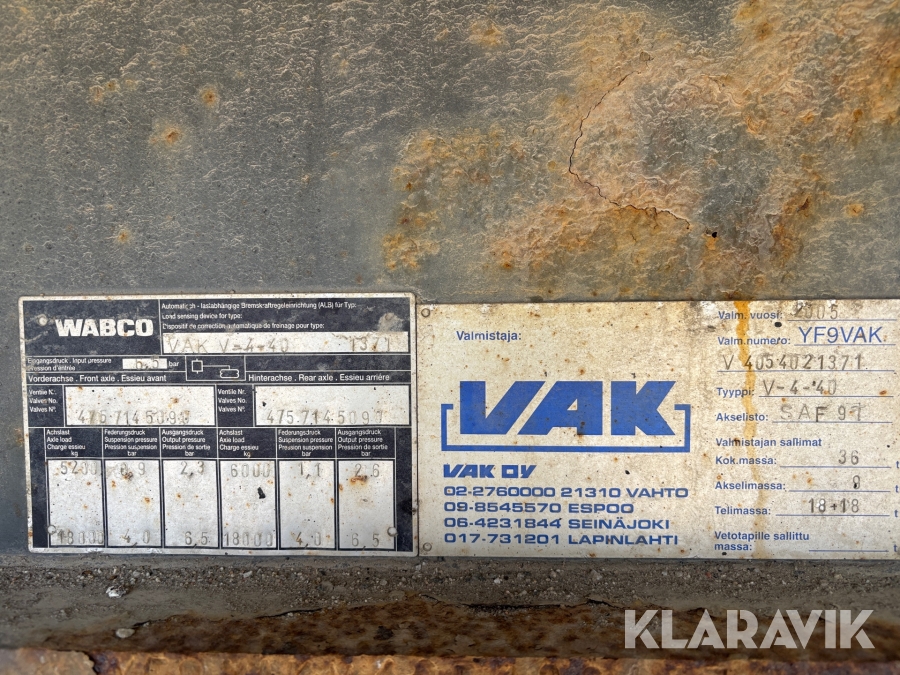 WABCO
Automatisch - lastabhängige Bremskraftregeleinrichtung (ALB) für Typ:
Load sensing device for type:
Dispositif de correction automatique de freinage pour type:
VAK V-4-40 1371
Eingangsdruck . Input pressure
Pression d'entrée
6,5 bar
Vorderachse . Front axle . Essieu avant
Hinterachse . Rear axle . Essieu arrière
Ventile Nr.
Valves No.
Valves N°.
475 714 509
Ventile Nr.
Valves No.
Valves N°.
475 714 509
Achslast Axle load Charge essieu kg
Federungsdruck Suspension pressure Pression suspension bar
Ausgangsdruck Output pressure Pression de sortie bar
Achslast Axle load Charge essieu kg
Federungsdruck Suspension pressure Pression suspension bar
Ausgangsdruck Output pressure Pression de sortie bar
5200 0,9 2,3 6000 1,1 2,6
18000 4,0 6,5 18000 4,0 6,5
Valmistaja:
VAK
VAK OY
02-2760000 21310 VAHTO
09-8545570 ESPOO
06-4231844 SEINÄJOKI
017-731201 LAPINLAHTI
Valm. vuosi: 2005
Valm.numero: YF9VAK
V 4054021371
Tyyppi: V-4-40
Akselisto: SAF 97
Valmistajan sallimat
Kok.massa: 36 t
Akselimassa: 0 t
Telimassa: 18+18 t
Vetotapille sallittu
massa: t
KLARAVIK